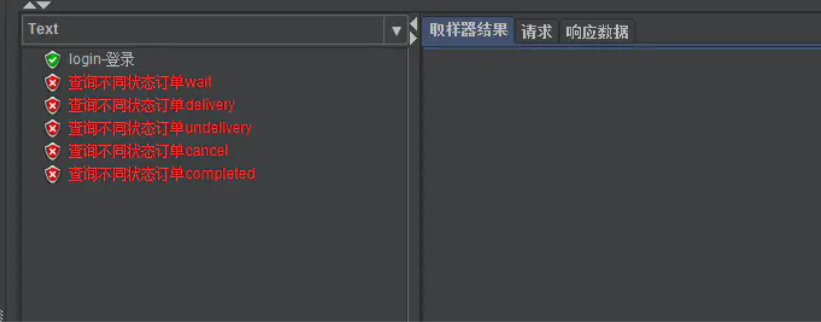 Text
取样器结果 请求 响应数据
login-登录
查询不同状态订单wait
查询不同状态订单delivery
查询不同状态订单undelivery
查询不同状态订单cancel
查询不同状态订单completed